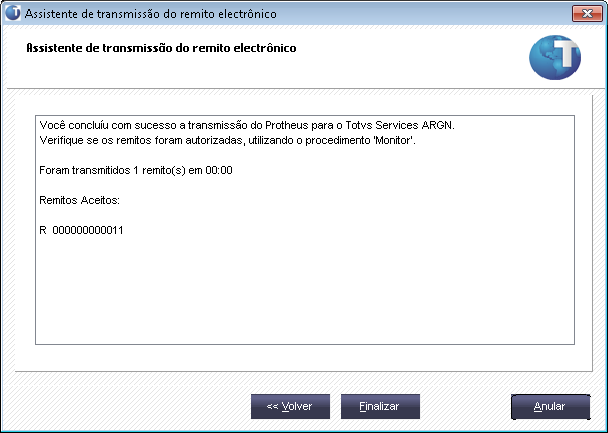 Assistente de transmissão do remito electrônico
Assistente de transmissão do remito electrônico
T
Você concluíu com sucesso a transmissão do Protheus para o Totvs Services ARGN.
Verifique se os remitos foram autorizadas, utilizando o procedimento 'Monitor'.
Foram transmitidos 1 remito(s) em 00:00
Remitos Aceitos:
R 000000000011
<< Volver Finalizar Anular